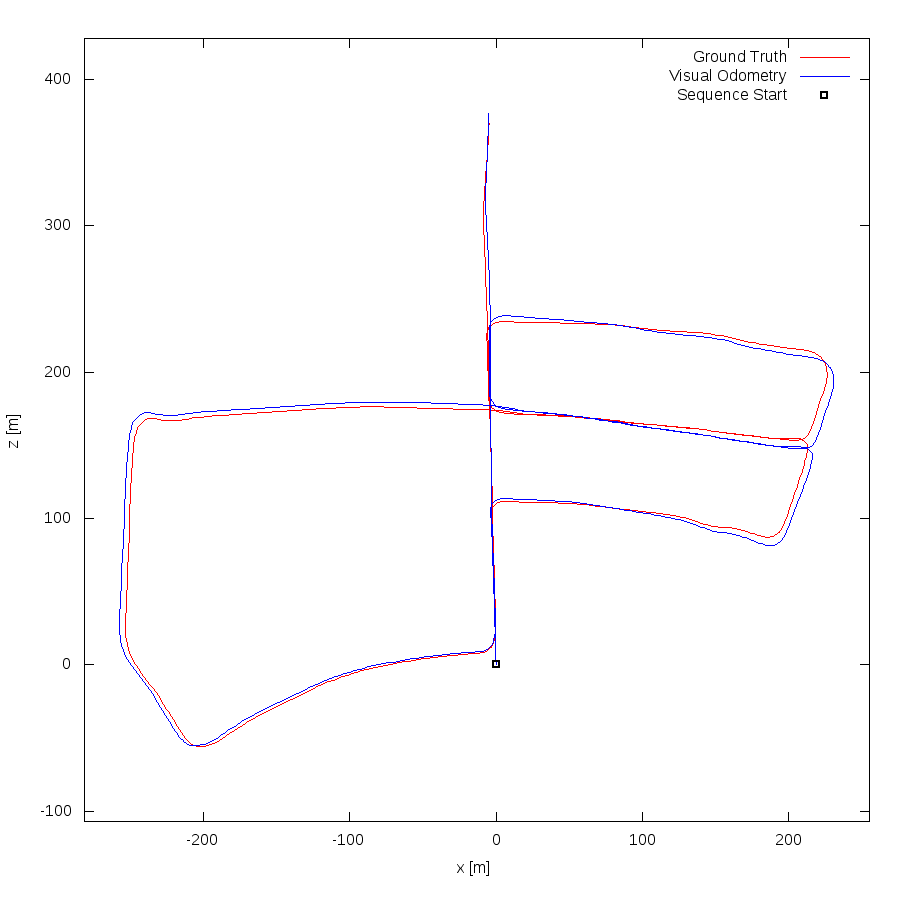 Ground Truth
Visual Odometry
Sequence Start
400
300
200
100
0
-100
z [m]
-200
-100
0
100
200
x [m]